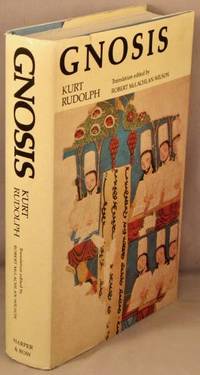 GNOSIS
KURT
RUDOLPH
Translation edited by
ROBERT McLACHLAN WILSON
GNOSIS
KURT
RUDOLPH
Translation edited by
ROBERT McLACHLAN WILSON
HARPER
& ROW